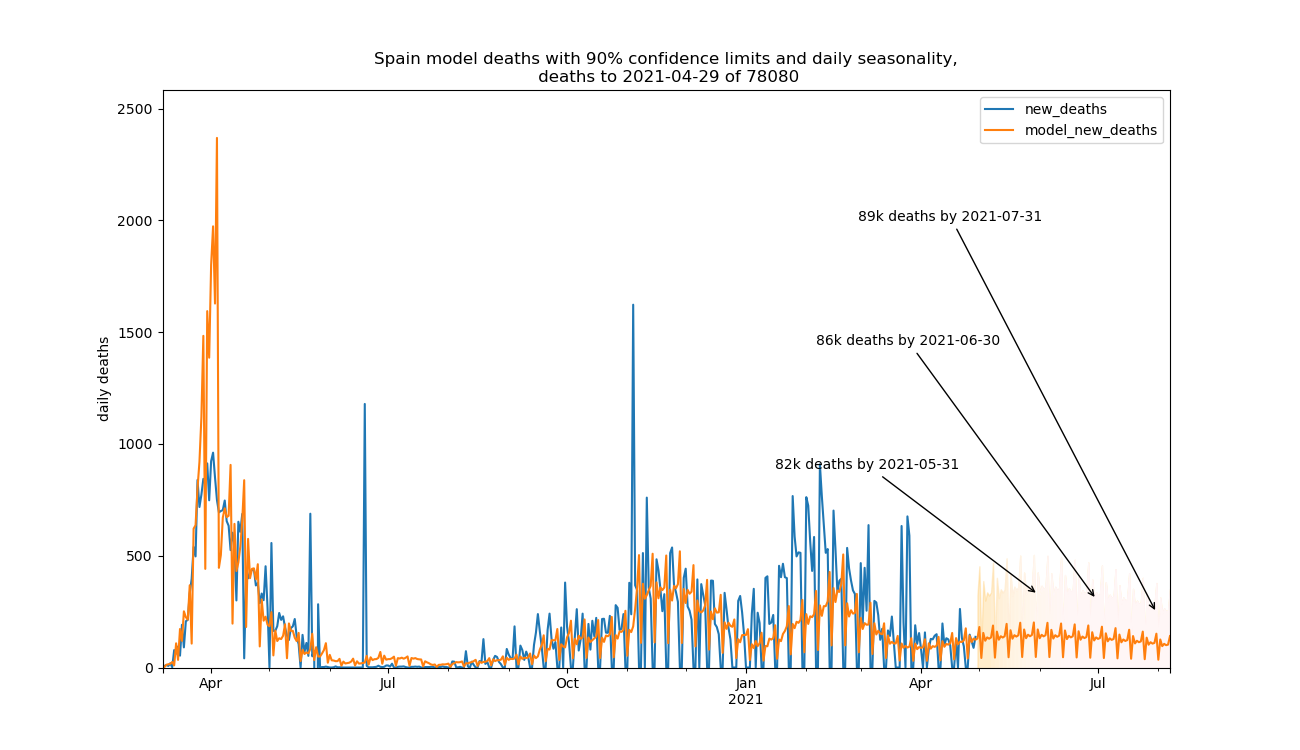 Spain model deaths with 90% confidence limits and daily seasonality,
deaths to 2021-04-29 of 78080
new_deaths
model_new_deaths
2500
2000
1500
1000
500
0
daily deaths
89k deaths by 2021-07-31
86k deaths by 2021-06-30
82k deaths by 2021-05-31
Apr
Jul
Oct
Jan
2021
Apr
Jul